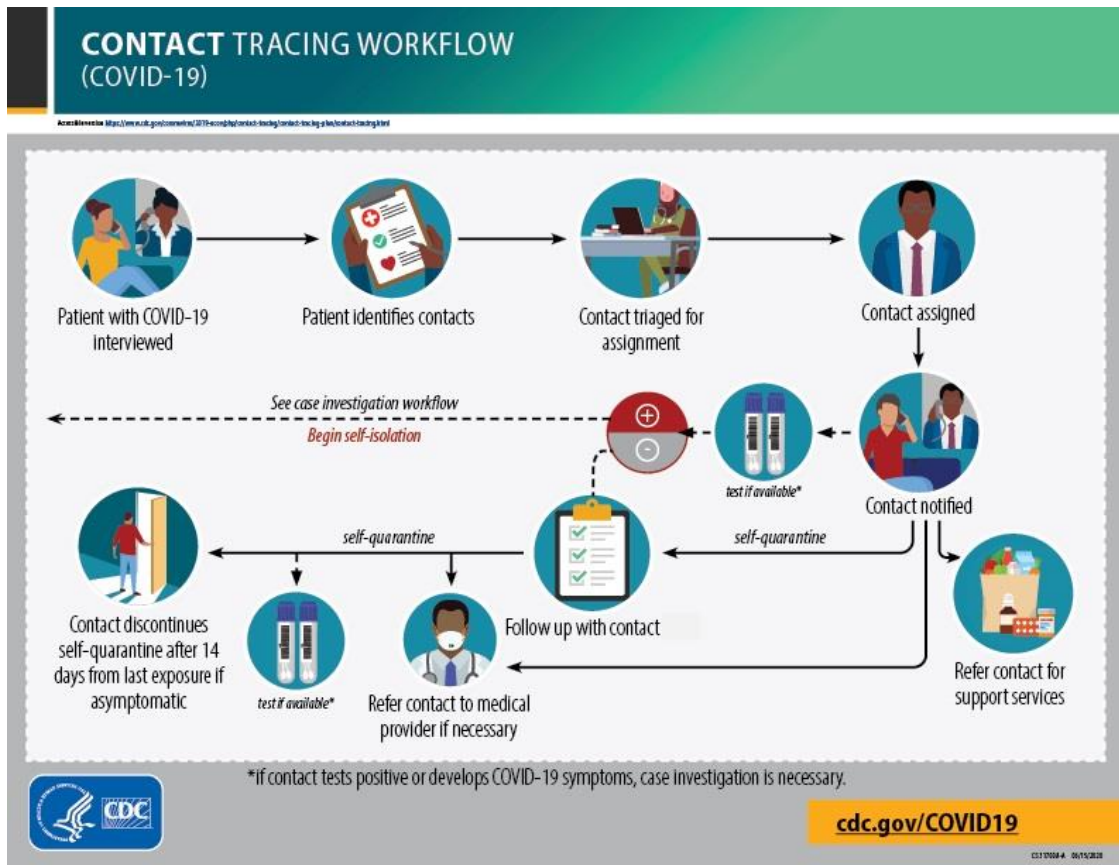 CONTACT TRACING WORKFLOW
(COVID-19)
Patient with COVID-19
interviewed
Patient identifies contacts
Contact triaged for
assignment
Contact assigned
See case investigation workflow
Begin self-isolation
+
-
test if available*
Contact notified
self-quarantine
self-quarantine
Contact discontinues
self-quarantine after 14
days from last exposure if
asymptomatic
test if available*
Refer contact to medical
provider if necessary
Follow up with contact
Refer contact for
support services
*if contact tests positive or develops COVID-19 symptoms, case investigation is necessary.
CDC
cdc.gov/COVID19